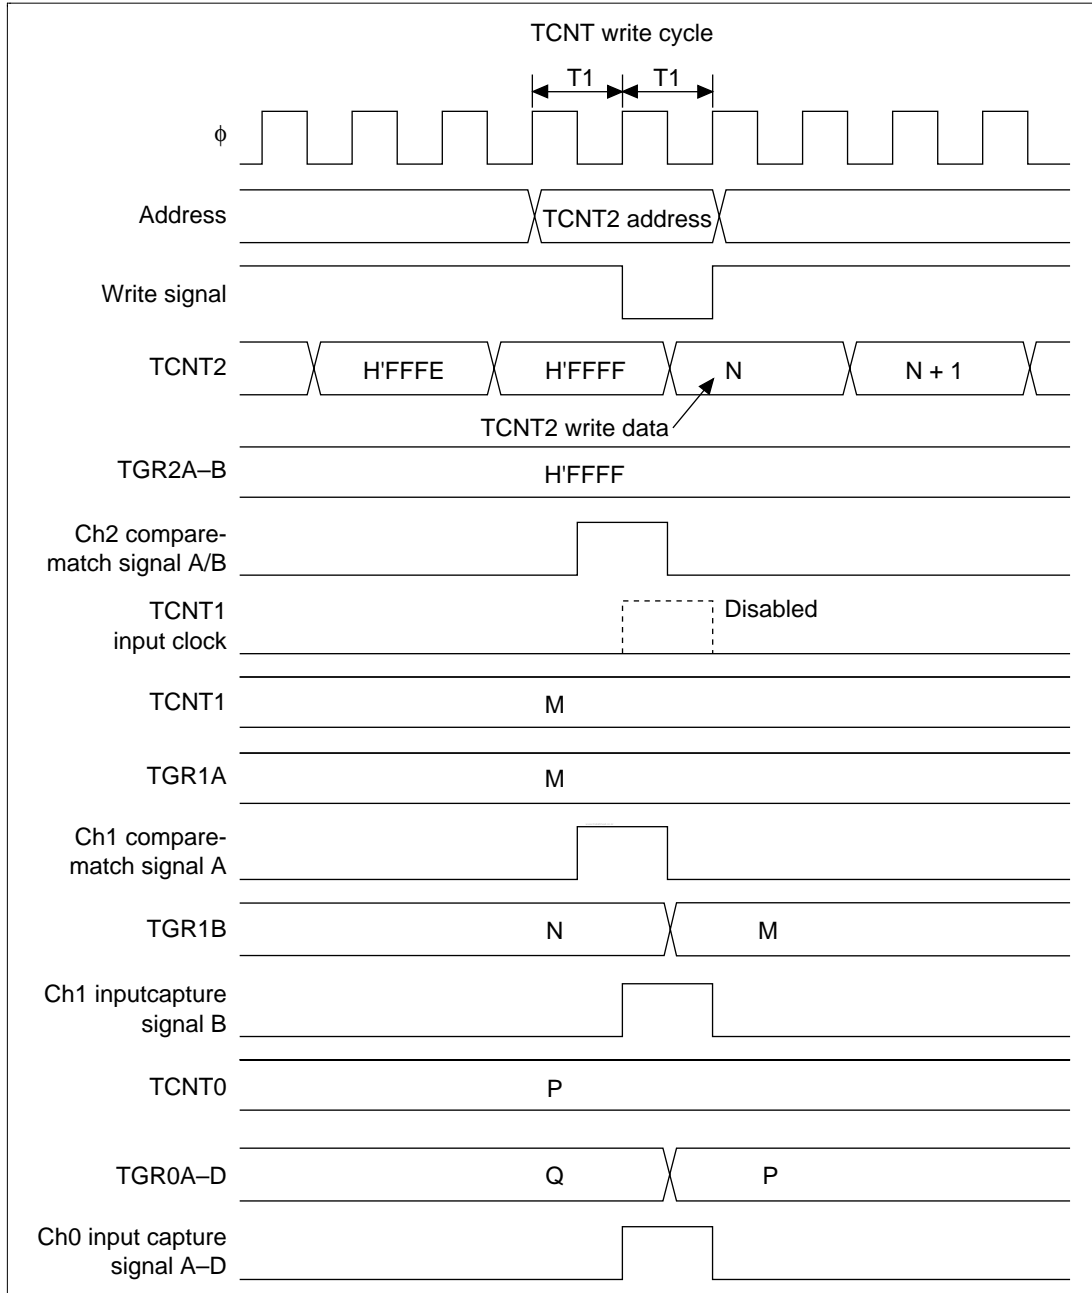 TCNT write cycle
T1 T1
ϕ
Address TCNT2 address
Write signal
TCNT2 H'FFFE H'FFFF N N + 1
TCNT2 write data
TGR2A–B H'FFFF
Ch2 compare-
match signal A/B
TCNT1 Disabled
input clock
TCNT1 M
TGR1A M
Ch1 compare-
match signal A
TGR1B N M
Ch1 inputcapture
signal B
TCNT0 P
TGR0A–D Q P
Ch0 input capture
signal A–D